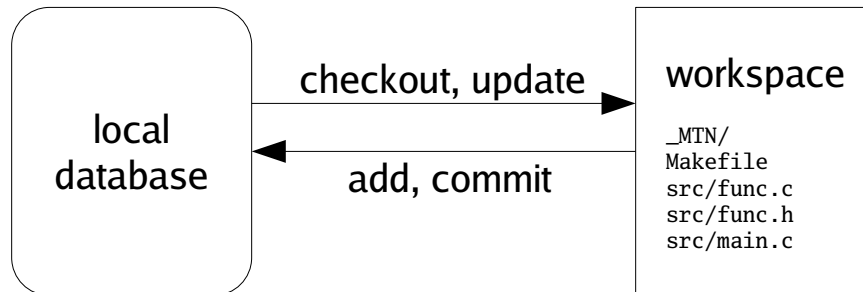 local
database
checkout, update
add, commit
workspace
_MTN/
Makefile
src/func.c
src/func.h
src/main.c